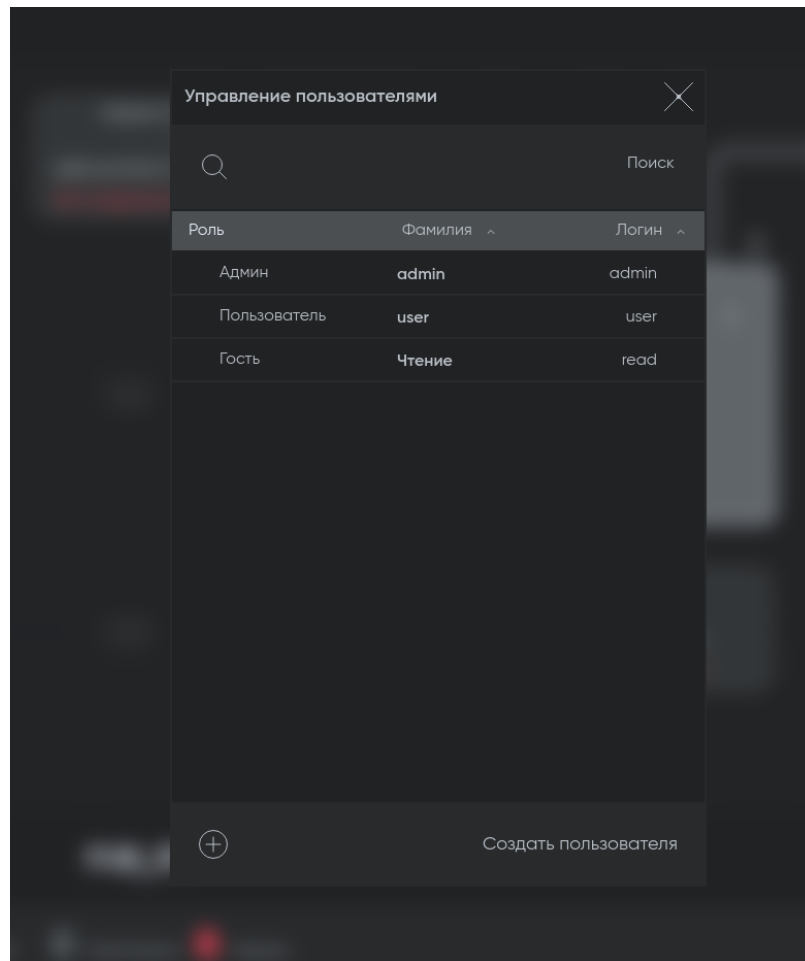 Управление пользователями
Поиск
Роль Фамилия Логин
Админ admin admin
Пользователь user user
Гость Чтение read
Создать пользователя